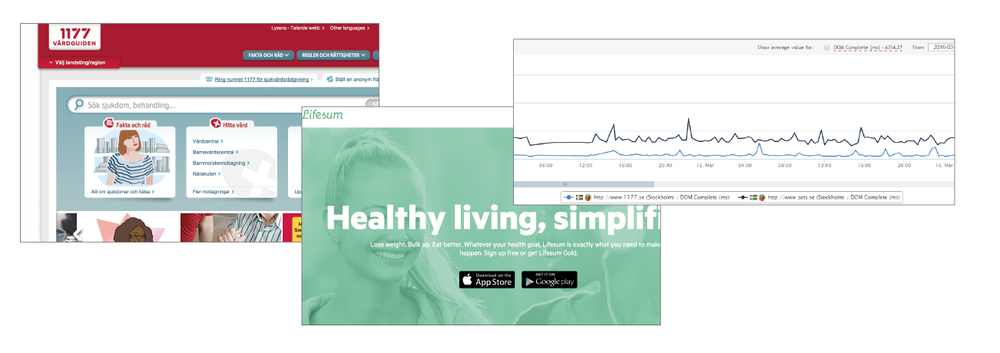 1177
VÅRDGUIDEN
Lyssna - Talande webb
Other languages
Välj landsting/region
FAKTA OCH RÅD
REGLER OCH RÄTTIGHETER
Ring numret 1177 för sjukvårdsrådgivning
Ställ en anonym frå
Sök sjukdom, behandling...
Fakta och råd
Allt om sjukdomar och hälsa
Hitta vård
Vårdcentral
Barnavårdscentral
Barnmorskemottagning
Närakuten
Fler mottagningar
Lifesum
Healthy living, simplifi
Lose weight. Bulk up. Eat better. Whatever your health goal, Lifesum is exactly what you need to make
happen. Sign up free or get Lifesum Gold.
Download on the
App Store
GET IT ON
Google play
Show average value for:
DOM Complete (ms) - 4314.27
From
2016-03-
08:00 12:00 16:00 20:00 15. Mar 04:00 08:00 12:00 16:00 20:00 16. Mar
http://www.1177.se (Stockholm) / DOM Complete (ms)
http://www.sats.se (Stockholm) / DOM Complete (ms)